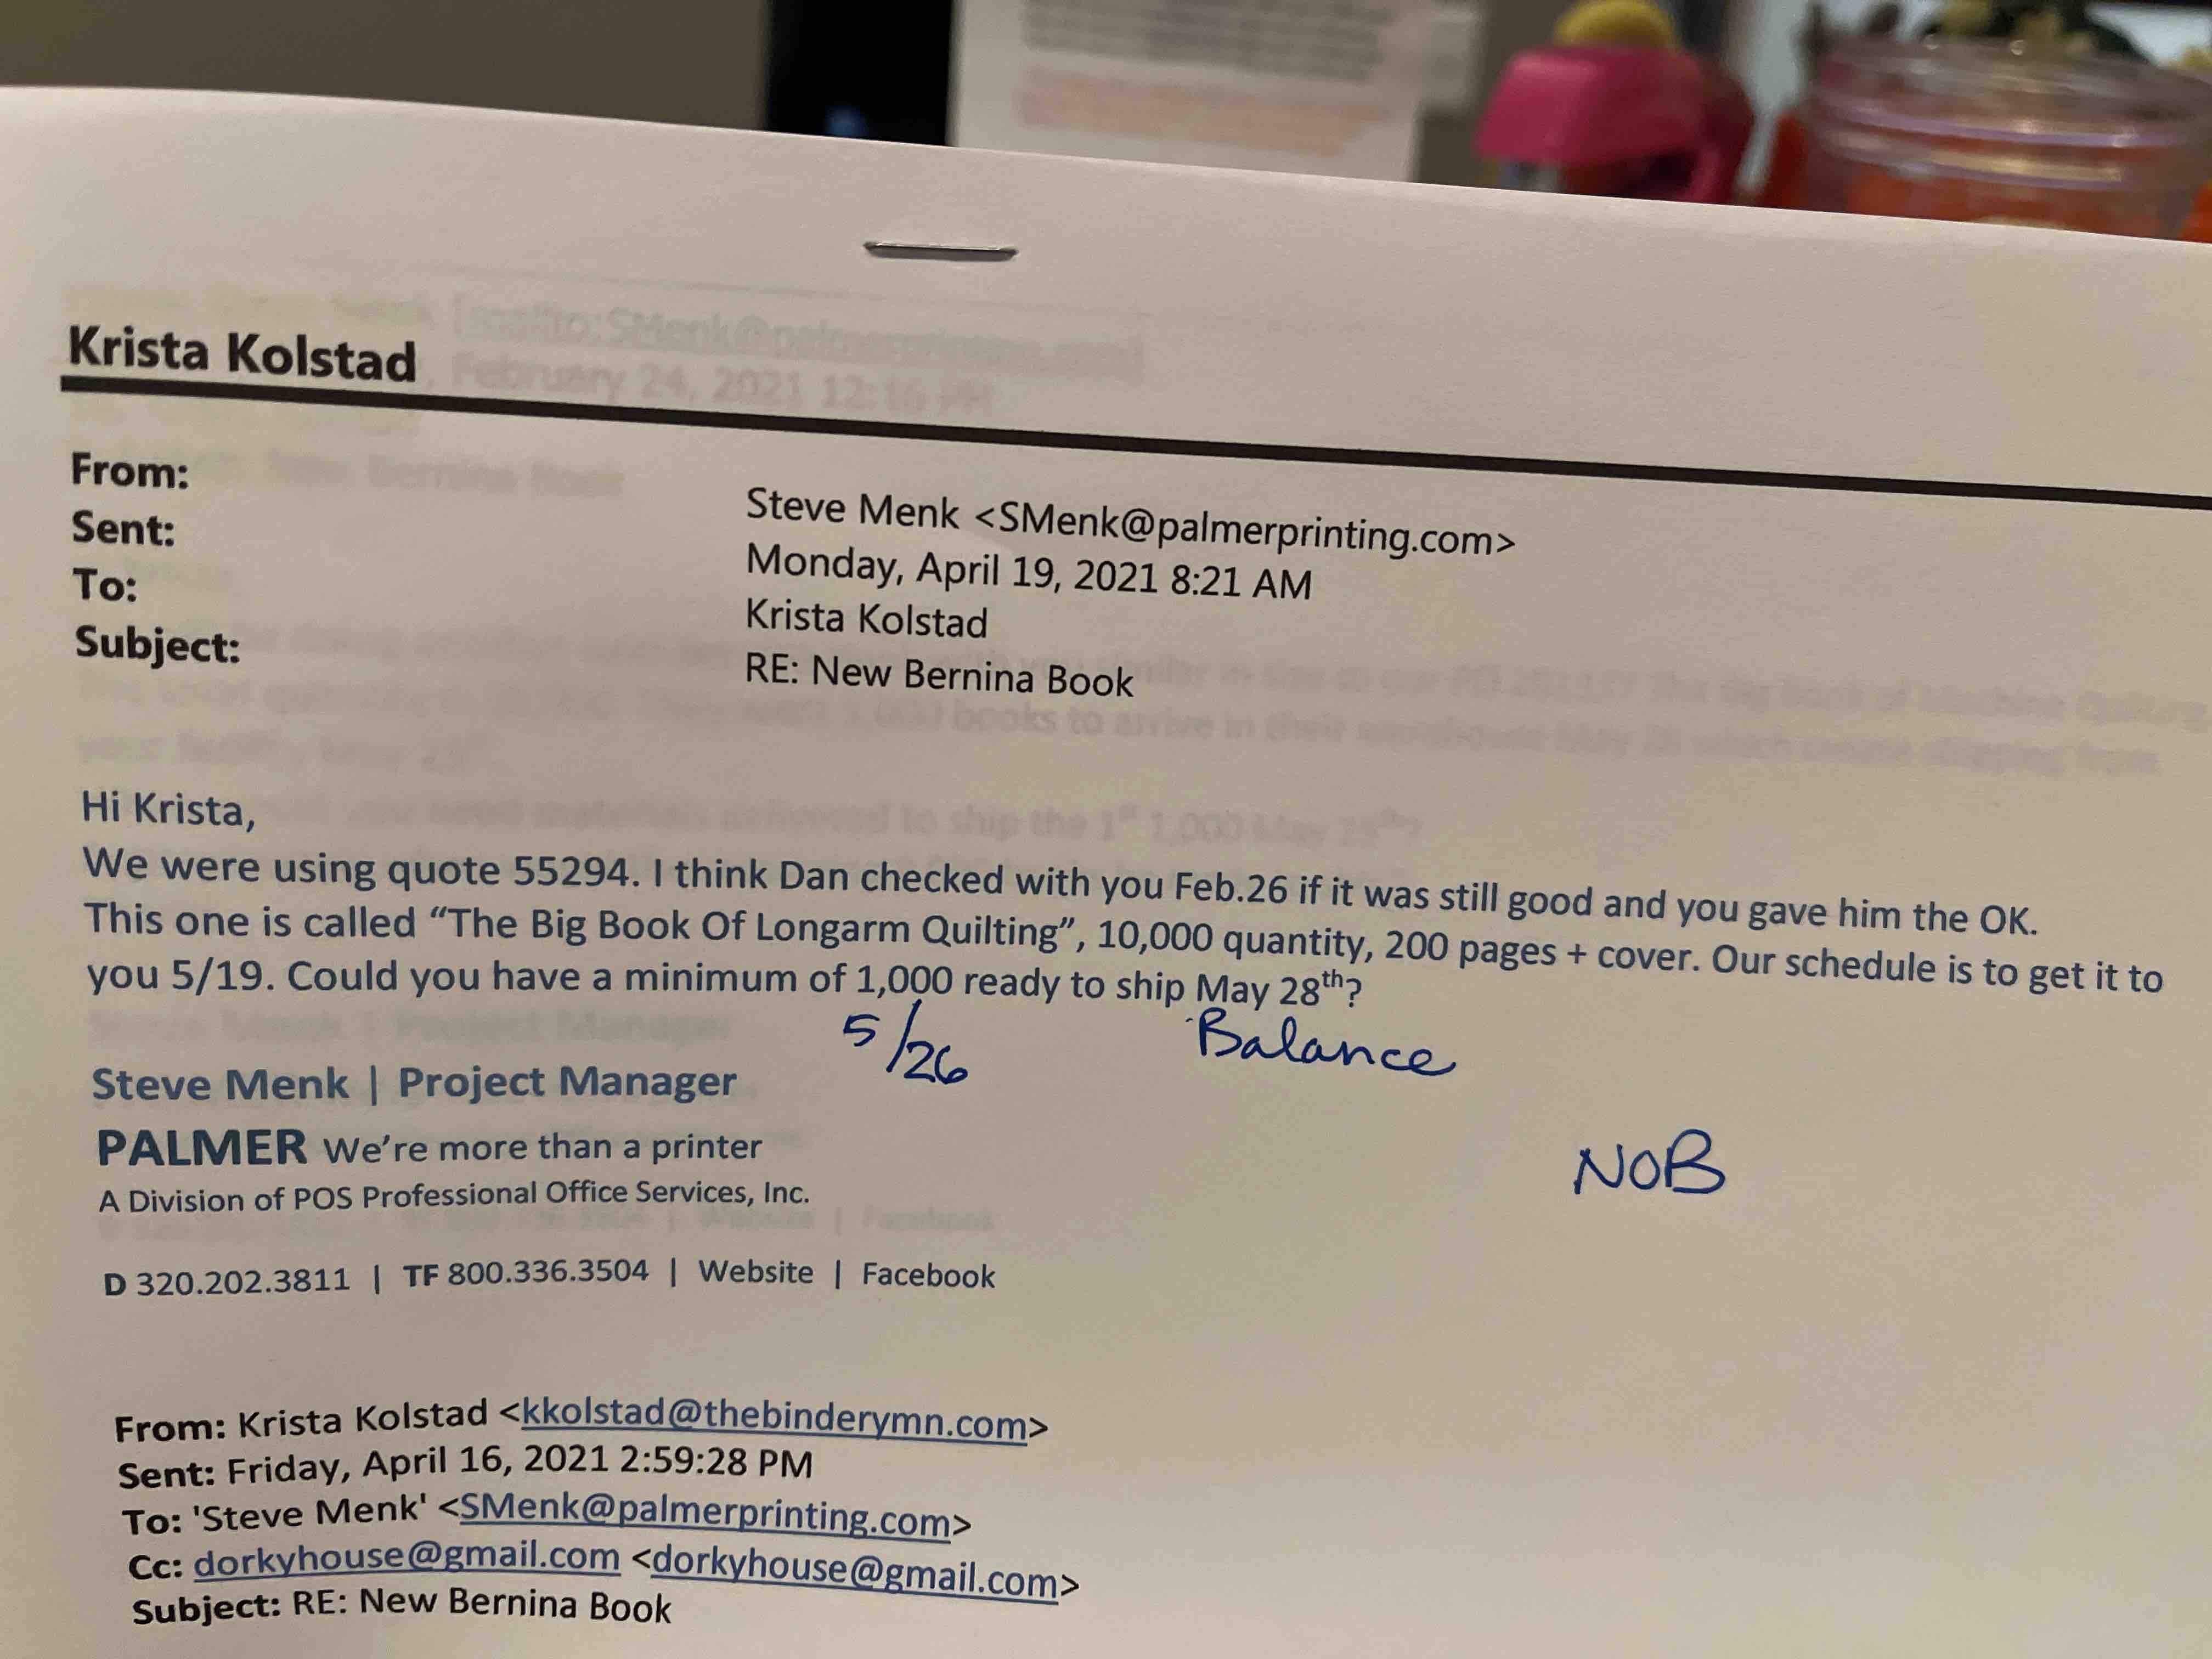 Krista Kolstad
From: Steve Menk <SMenk@palmerprinting.com>
Sent: Monday, April 19, 2021 8:21 AM
To: Krista Kolstad
Subject: RE: New Bernina Book
Hi Krista,
We were using quote 55294. I think Dan checked with you Feb.26 if it was still good and you gave him the OK.
This one is called “The Big Book Of Longarm Quilting”, 10,000 quantity, 200 pages + cover. Our schedule is to get it to
you 5/19. Could you have a minimum of 1,000 ready to ship May 28th?
5/26 Balance
Steve Menk | Project Manager
PALMER We’re more than a printer
NOB
A Division of POS Professional Office Services, Inc.
D 320.202.3811 | TF 800.336.3504 | Website | Facebook
From: Krista Kolstad <kkolstad@thebinderymn.com>
Sent: Friday, April 16, 2021 2:59:28 PM
To: 'Steve Menk' <SMenk@palmerprinting.com>
Cc: dorkyhouse@gmail.com <dorkyhouse@gmail.com>
Subject: RE: New Bernina Book